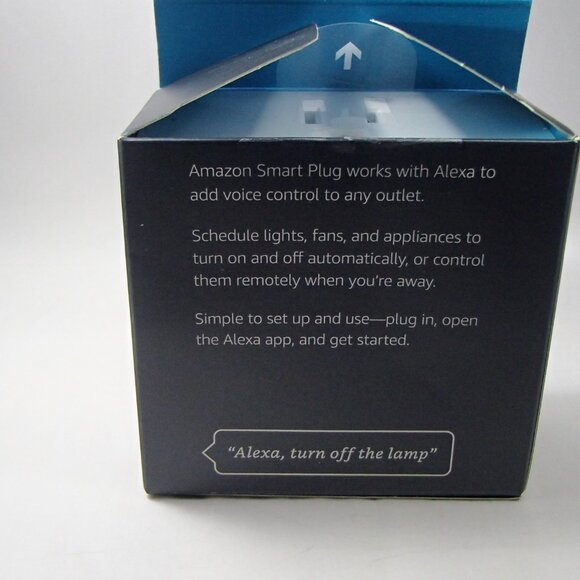 Amazon Smart Plug works with Alexa to
add voice control to any outlet.
Schedule lights, fans, and appliances to
turn on and off automatically, or control
them remotely when you're away.
Simple to set up and use—plug in, open
the Alexa app, and get started.
“Alexa, turn off the lamp”